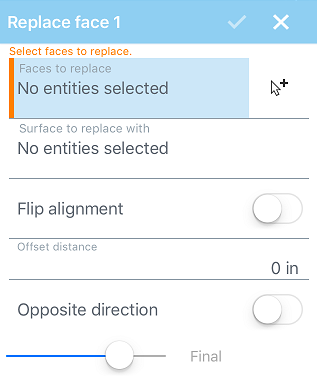 Replace face 1
Select faces to replace.
Faces to replace
No entities selected
Surface to replace with
No entities selected
Flip alignment
Offset distance
0 in
Opposite direction
Final